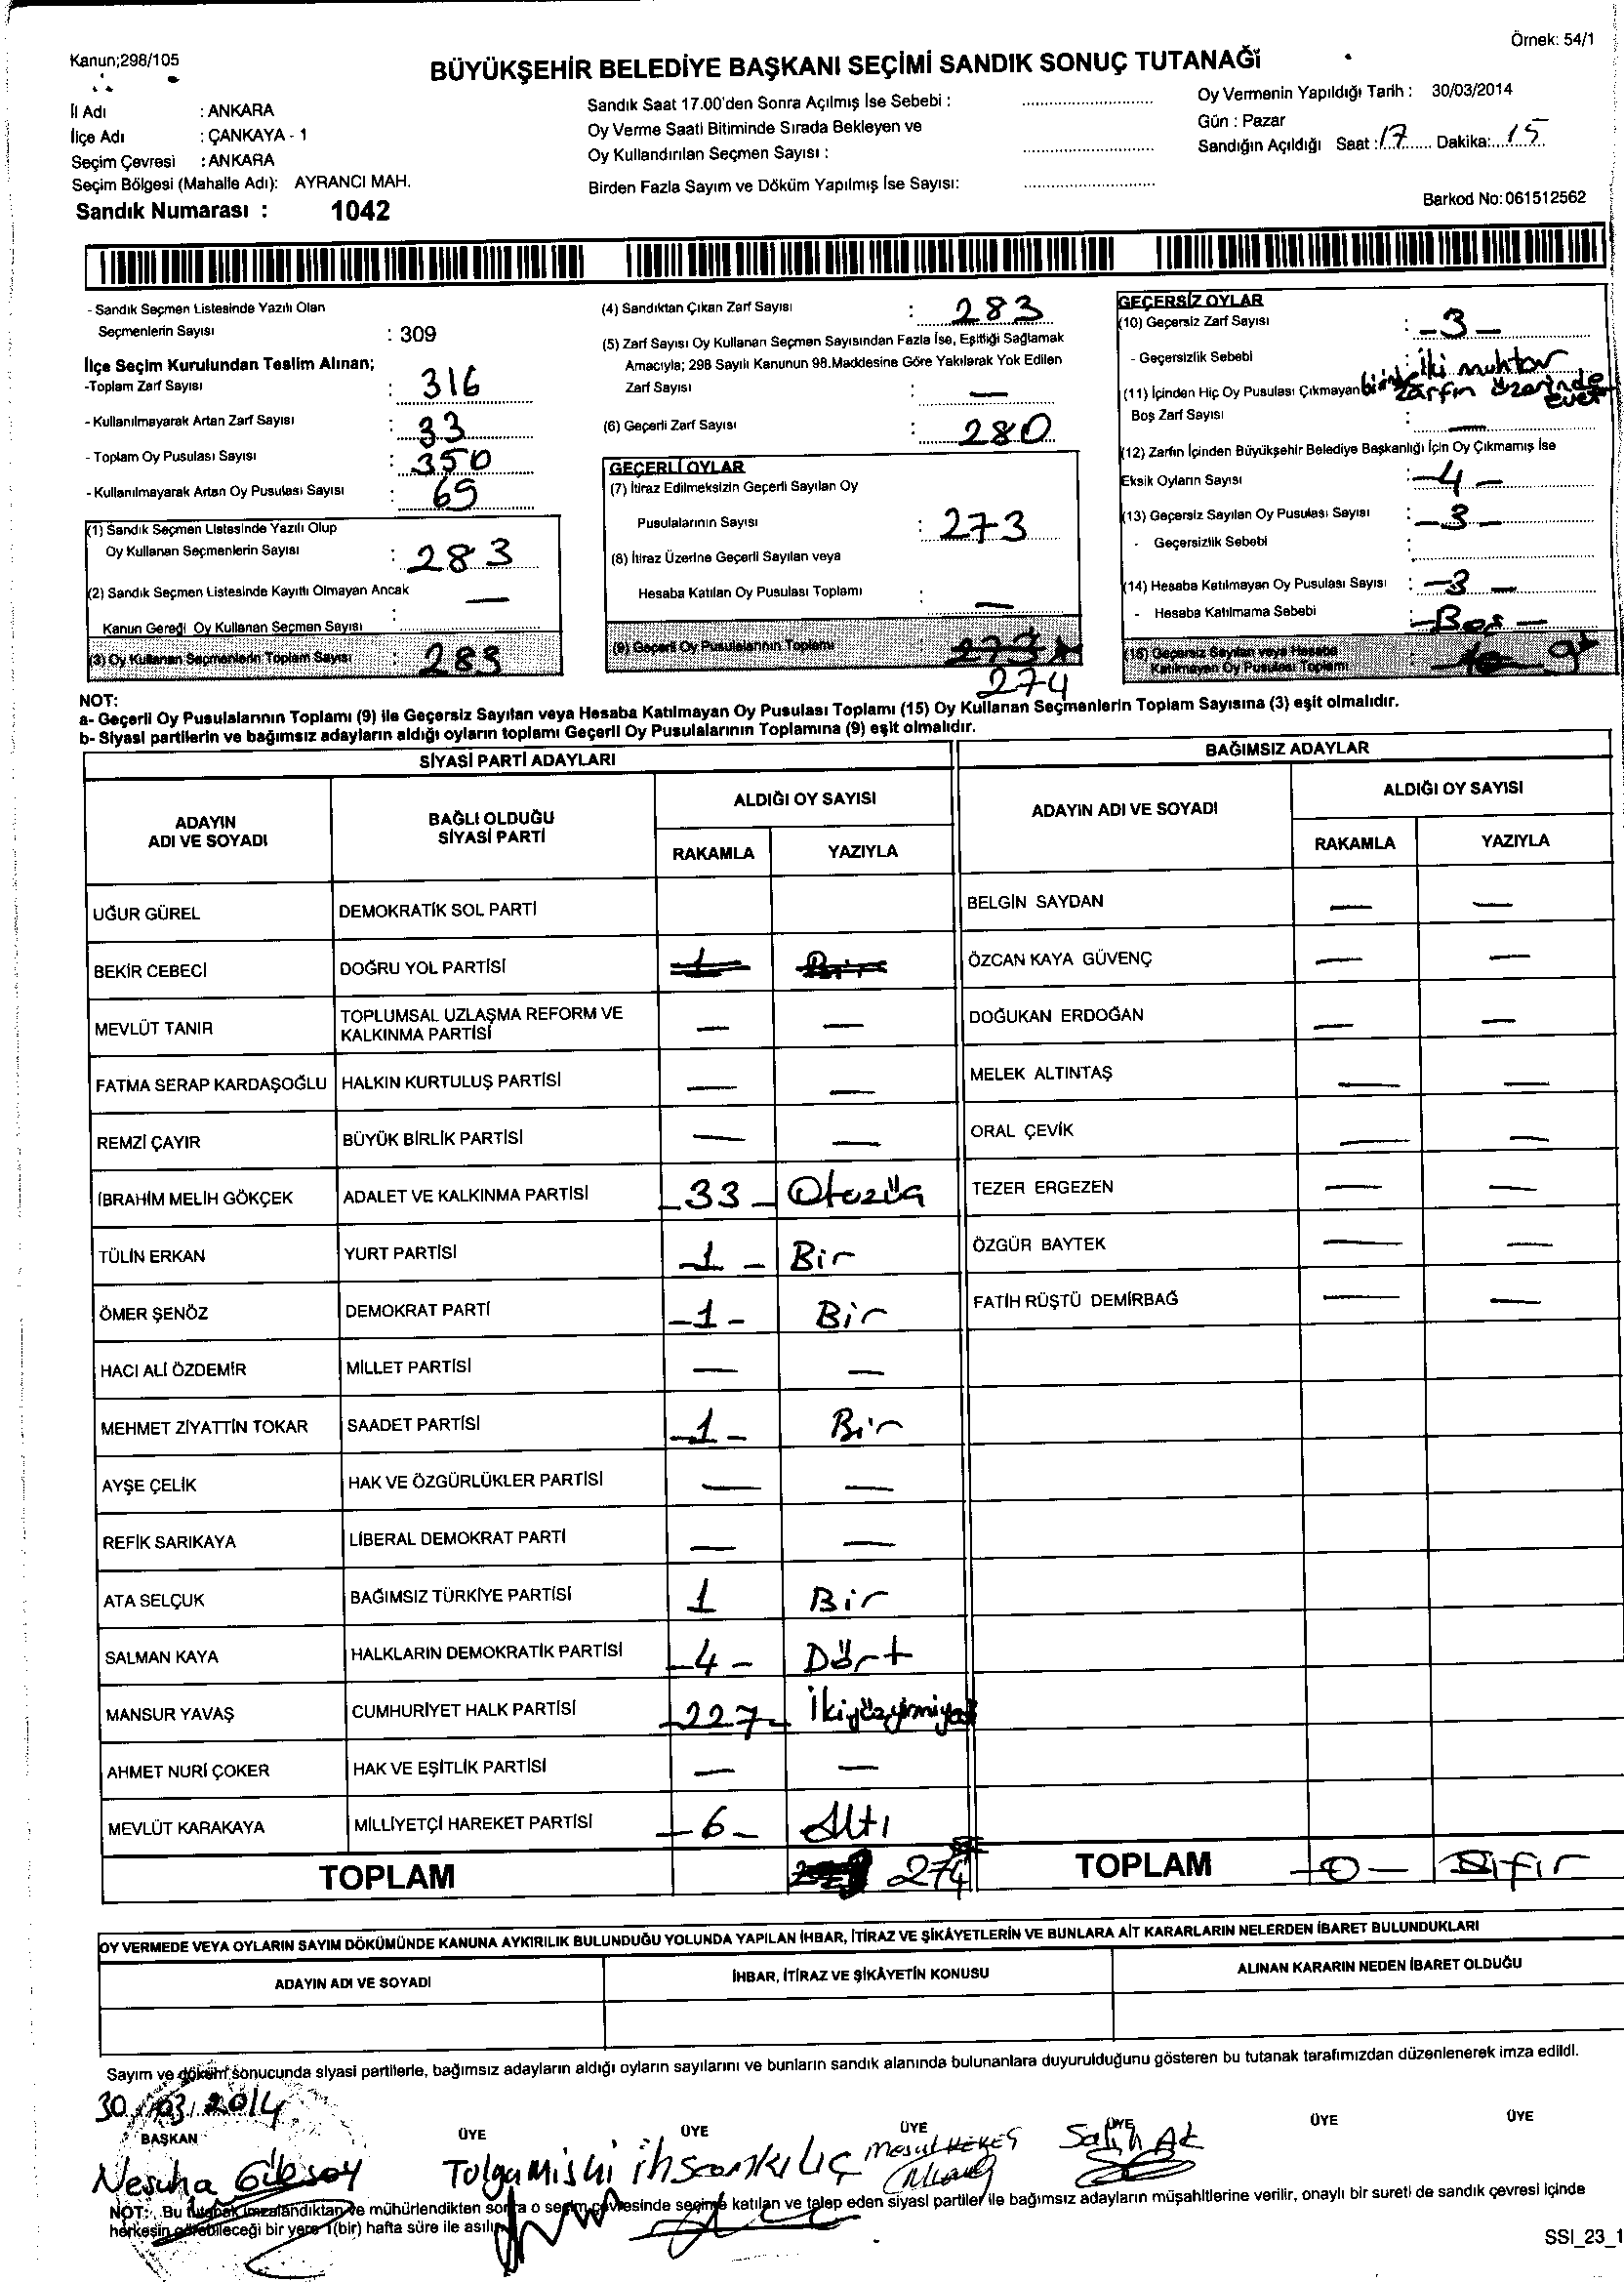 Örnek: 54/1
Kanun;298/105
BÜYÜKŞEHİR BELEDİYE BAŞKANI SEÇİMİ SANDIK SONUÇ TUTANAĞI
İl Adı : ANKARA
İlçe Adı : ÇANKAYA - 1
Seçim Çevresi : ANKARA
Seçim Bölgesi (Mahalle Adı): AYRANCI MAH.
Sandık Numarası : 1042
Sandık Saat 17.00'den Sonra Açılmış İse Sebebi :
Oy Verme Saati Bitiminde Sırada Bekleyen ve
Oy Kullandırılan Seçmen Sayısı :
Birden Fazla Sayım ve Döküm Yapılmış İse Sayısı:
Oy Vermenin Yapıldığı Tarih : 30/03/2014
Gün : Pazar
Sandığın Açıldığı Saat : 17 Dakika: 15
Barkod No: 061512562
- Sandık Seçmen Listesinde Yazılı Olan
Seçmenlerin Sayısı : 309
İlçe Seçim Kurulundan Teslim Alınan;
-Toplam Zarf Sayısı : 316
- Kullanılmayarak Artan Zarf Sayısı : 33
- Toplam Oy Pusulası Sayısı : 350
- Kullanılmayarak Artan Oy Pusulası Sayısı : 69
(1) Sandık Seçmen Listesinde Yazılı Olup
Oy Kullanan Seçmenlerin Sayısı : 283
(2) Sandık Seçmen Listesinde Kayıtlı Olmayan Ancak
Kanun Gereği Oy Kullanan Seçmen Sayısı : —
(3) Oy Kullanan Seçmenlerin Toplam Sayısı : 283
(4) Sandıktan Çıkan Zarf Sayısı : 283
(5) Zarf Sayısı Oy Kullanan Seçmen Sayısından Fazla İse, Eşitliği Sağlamak
Amacıyla; 298 Sayılı Kanunun 98.Maddesine Göre Yakılarak Yok Edilen
Zarf Sayısı : —
(6) Geçerli Zarf Sayısı : 280
GEÇERLİ OYLAR
(7) İtiraz Edilmeksizin Geçerli Sayılan Oy
Pusulalarının Sayısı : 273
(8) İtiraz Üzerine Geçerli Sayılan veya
Hesaba Katılan Oy Pusulası Toplamı : —
(9) Geçerli Oy Pusulalarının Toplamı : 273
274
GEÇERSİZ OYLAR
(10) Geçersiz Zarf Sayısı : -3-
- Geçersizlik Sebebi : iki muhtar
(11) İçinden Hiç Oy Pusulası Çıkmayan zarfın üzerinde
Boş Zarf Sayısı : — evet
(12) Zarfın İçinden Büyükşehir Belediye Başkanlığı İçin Oy Çıkmamış İse
Eksik Oyların Sayısı : -4-
(13) Geçersiz Sayılan Oy Pusulası Sayısı : -3-
- Geçersizlik Sebebi :
(14) Hesaba Katılmayan Oy Pusulası Sayısı : -3-
- Hesaba Katılmama Sebebi : -Boş-
(15) Geçersiz Sayılan veya Hesaba
Katılmayan Oy Pusulası Toplamı : 10 9
NOT:
a- Geçerli Oy Pusulalarının Toplamı (9) ile Geçersiz Sayılan veya Hesaba Katılmayan Oy Pusulası Toplamı (15) Oy Kullanan Seçmenlerin Toplam Sayısına (3) eşit olmalıdır.
b- Siyasi partilerin ve bağımsız adayların aldığı oyların toplamı Geçerli Oy Pusulalarının Toplamına (9) eşit olmalıdır.
SİYASİ PARTİ ADAYLARI
ADAYIN ADI VE SOYADI
BAĞLI OLDUĞU SİYASİ PARTİ
ALDIĞI OY SAYISI
RAKAMLA YAZIYLA
UĞUR GÜREL DEMOKRATİK SOL PARTİ
BEKİR CEBECİ DOĞRU YOL PARTİSİ 1 Bir
MEVLÜT TANIR TOPLUMSAL UZLAŞMA REFORM VE
KALKINMA PARTİSİ — —
FATMA SERAP KARDAŞOĞLU HALKIN KURTULUŞ PARTİSİ — —
REMZİ ÇAYIR BÜYÜK BİRLİK PARTİSİ — —
İBRAHİM MELİH GÖKÇEK ADALET VE KALKINMA PARTİSİ -33- Otuzüç
TÜLİN ERKAN YURT PARTİSİ -1- Bir
ÖMER ŞENÖZ DEMOKRAT PARTİ -1- Bir
HACI ALİ ÖZDEMİR MİLLET PARTİSİ — —
MEHMET ZİYATTİN TOKAR SAADET PARTİSİ -1- Bir
AYŞE ÇELİK HAK VE ÖZGÜRLÜKLER PARTİSİ — —
REFİK SARIKAYA LİBERAL DEMOKRAT PARTİ — —
ATA SELÇUK BAĞIMSIZ TÜRKİYE PARTİSİ 1 Bir
SALMAN KAYA HALKLARIN DEMOKRATİK PARTİSİ -4- Dört
MANSUR YAVAŞ CUMHURİYET HALK PARTİSİ -227- İkiyüzyirmiyedi
AHMET NURİ ÇOKER HAK VE EŞİTLİK PARTİSİ — —
MEVLÜT KARAKAYA MİLLİYETÇİ HAREKET PARTİSİ -6- Altı
TOPLAM 274
BAĞIMSIZ ADAYLAR
ADAYIN ADI VE SOYADI
ALDIĞI OY SAYISI
RAKAMLA YAZIYLA
BELGİN SAYDAN — —
ÖZCAN KAYA GÜVENÇ — —
DOĞUKAN ERDOĞAN — —
MELEK ALTINTAŞ — —
ORAL ÇEVİK — —
TEZER ERGEZEN — —
ÖZGÜR BAYTEK — —
FATİH RÜŞTÜ DEMİRBAĞ — —
TOPLAM -0- Sıfır
OY VERMEDE VEYA OYLARIN SAYIM DÖKÜMÜNDE KANUNA AYKIRILIK BULUNDUĞU YOLUNDA YAPILAN İHBAR, İTİRAZ VE ŞİKÂYETLERİN VE BUNLARA AİT KARARLARIN NELERDEN İBARET BULUNDUKLARI
ADAYIN ADI VE SOYADI İHBAR, İTİRAZ VE ŞİKÂYETİN KONUSU ALINAN KARARIN NEDEN İBARET OLDUĞU
Sayım ve döküm sonucunda siyasi partilerle, bağımsız adayların aldığı oyların sayılarını ve bunların sandık alanında bulunanlara duyurulduğunu gösteren bu tutanak tarafımızdan düzenlenerek imza edildi.
30/03/2014
BAŞKAN ÜYE ÜYE ÜYE ÜYE ÜYE ÜYE
Nesıha Göksoy Tolga Mishi ihsan kılıç Mesut KEKEŞ Salih Ak
NOT: Bu tutanak imzalandıktan ve mühürlendikten sonra o seçim çevresinde seçime katılan ve talep eden siyasi partiler ile bağımsız adayların müşahitlerine verilir, onaylı bir sureti de sandık çevresi içinde
herkesin görebileceği bir yere 1(bir) hafta süre ile asılır.
SSI_23_1